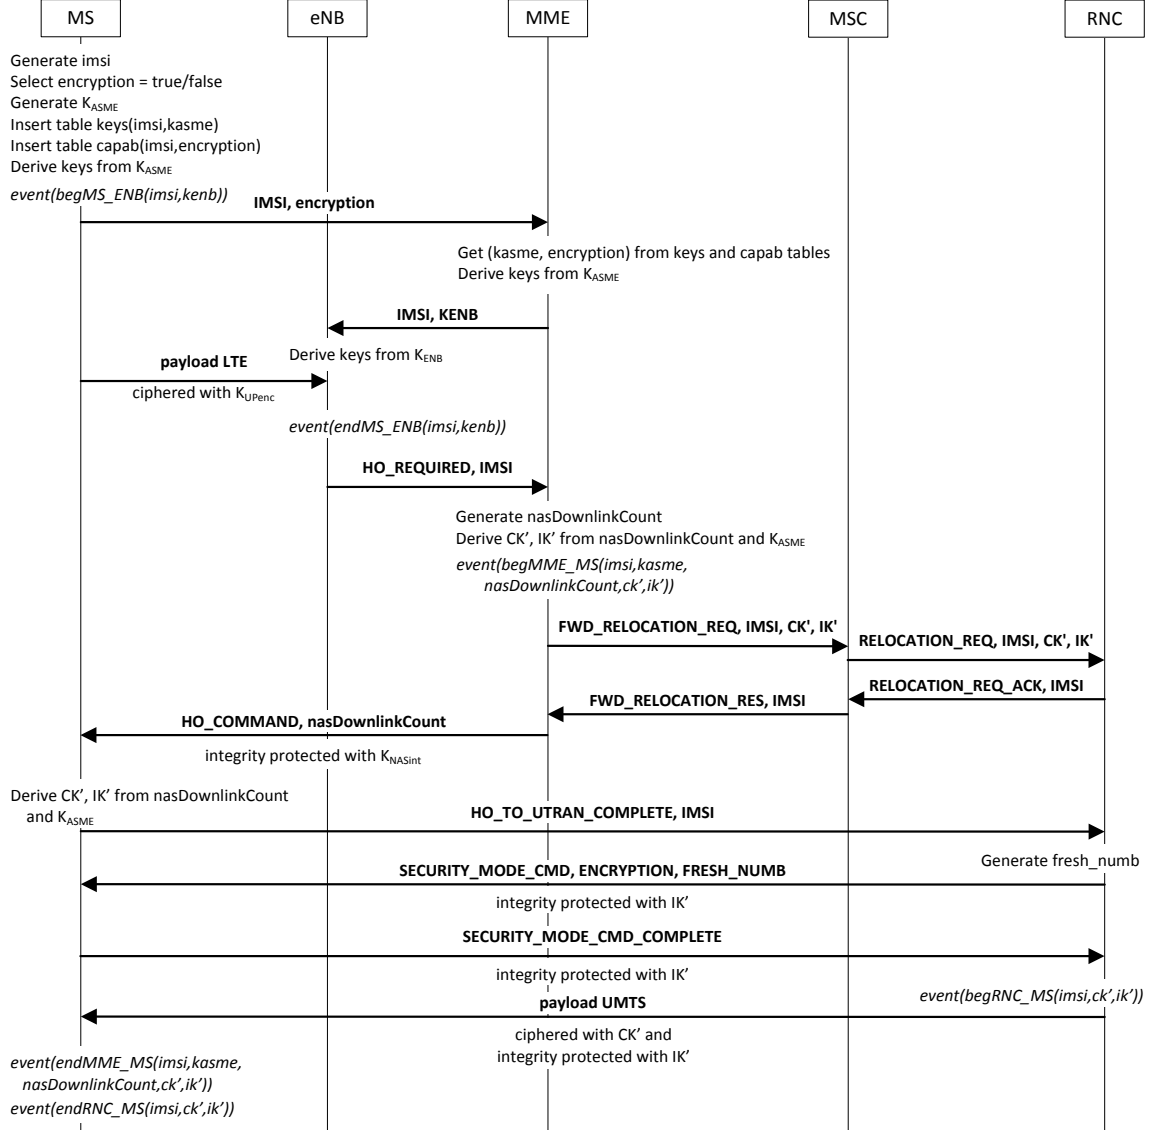 MS eNB MME MSC RNC
Generate imsi
Select encryption = true/false
Generate KASME
Insert table keys(imsi,kasme)
Insert table capab(imsi,encryption)
Derive keys from KASME
event(begMS_ENB(imsi,kenb))
IMSI, encryption
Get (kasme, encryption) from keys and capab tables
Derive keys from KASME
IMSI, KENB
Derive keys from KENB
payload LTE
ciphered with KUPenc
event(endMS_ENB(imsi,kenb))
HO_REQUIRED, IMSI
Generate nasDownlinkCount
Derive CK’, IK’ from nasDownlinkCount and KASME
event(begMME_MS(imsi,kasme,
nasDownlinkCount,ck’,ik’))
FWD_RELOCATION_REQ, IMSI, CK', IK'
RELOCATION_REQ, IMSI, CK', IK'
RELOCATION_REQ_ACK, IMSI
FWD_RELOCATION_RES, IMSI
HO_COMMAND, nasDownlinkCount
integrity protected with KNASint
Derive CK’, IK’ from nasDownlinkCount
and KASME
HO_TO_UTRAN_COMPLETE, IMSI
Generate fresh_numb
SECURITY_MODE_CMD, ENCRYPTION, FRESH_NUMB
integrity protected with IK’
SECURITY_MODE_CMD_COMPLETE
integrity protected with IK’
event(begRNC_MS(imsi,ck’,ik’))
payload UMTS
ciphered with CK’ and
integrity protected with IK’
event(endMME_MS(imsi,kasme,
nasDownlinkCount,ck’,ik’))
event(endRNC_MS(imsi,ck’,ik’))